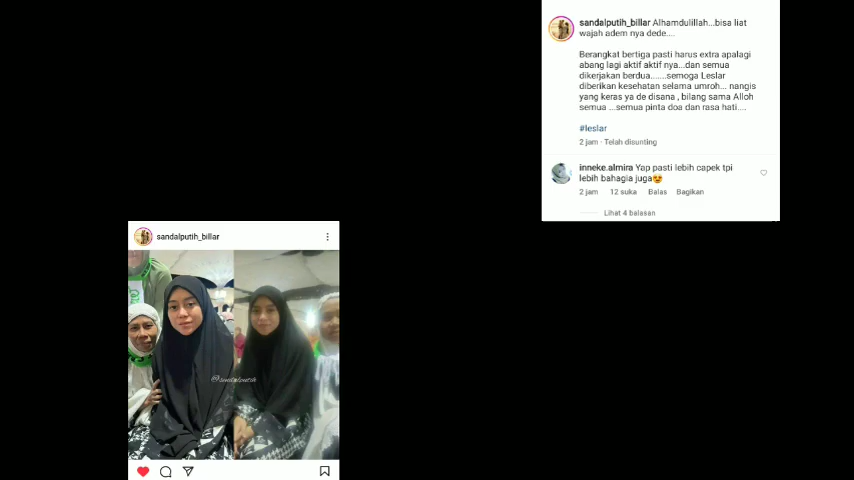 sandalputih_billar Alhamdulillah...bisa liat
wajah adem nya dede....
Berangkat bertiga pasti harus extra apalagi
abang lagi aktif aktif nya...dan semua
dikerjakan berdua.......semoga Leslar
diberikan kesehatan selama umroh... nangis
yang keras ya de disana , bilang sama Alloh
semua ...semua pinta doa dan rasa hati....
#leslar
2 jam · Telah disunting
inneke.almira Yap pasti lebih capek tpi
lebih bahagia juga😍
2 jam 12 suka Balas Bagikan
Lihat 4 balasan
sandalputih_billar
@sandalputih